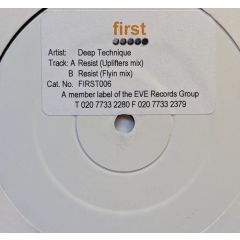 first
Artist: Deep Technique
Track: A Resist (Uplifters mix)
B Resist (Flyin mix)
Cat. No. FIRST006
A member label of the EVE Records Group
T 020 7733 2280 F 020 7733 2379